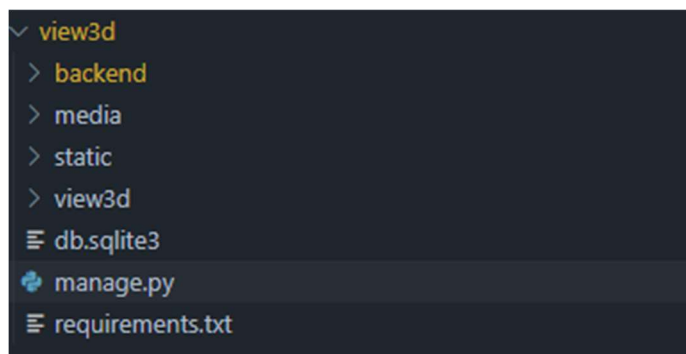 view3d
backend
media
static
view3d
db.sqlite3
manage.py
requirements.txt